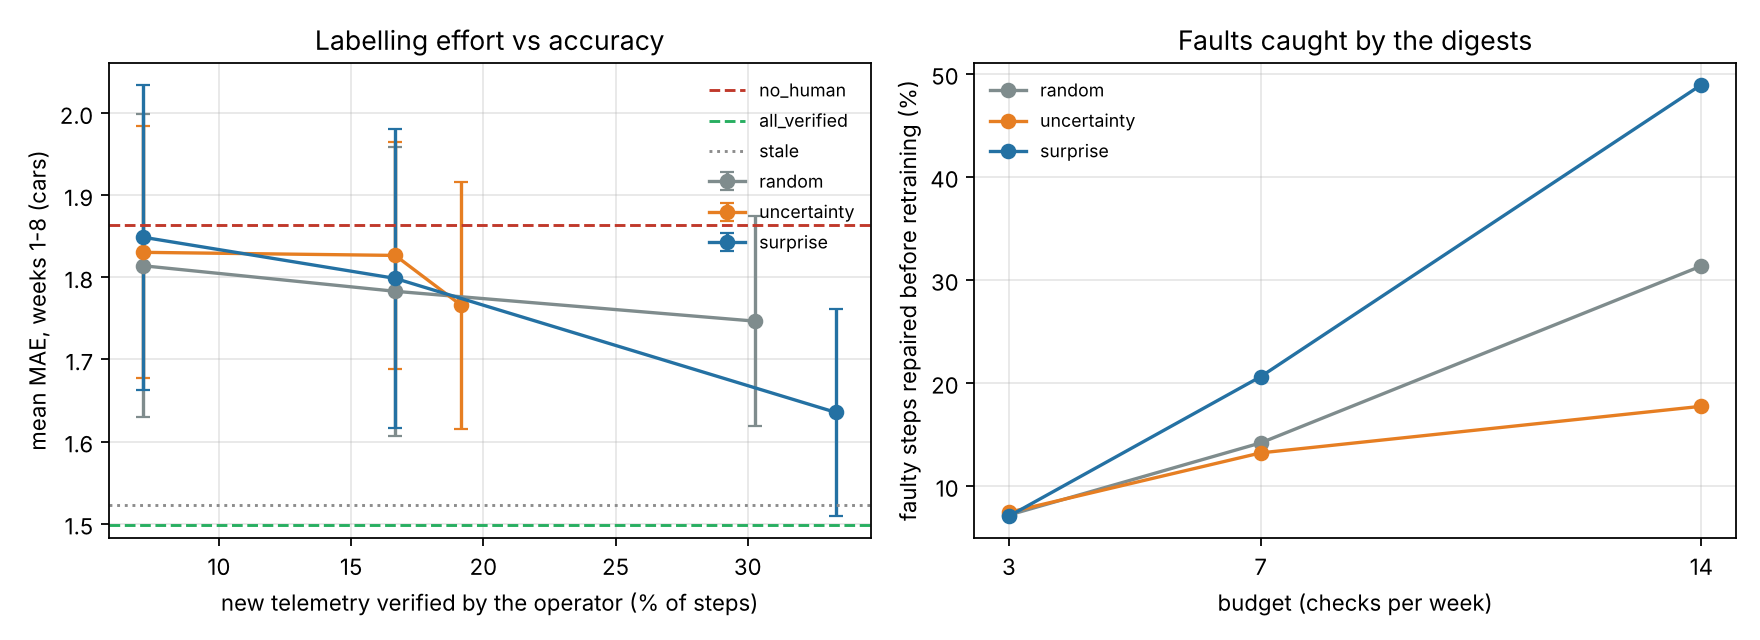 Labelling effort vs accuracy
mean MAE, weeks 1-8 (cars)
2.0
1.9
1.8
1.7
1.6
1.5
10
15
20
25
30
new telemetry verified by the operator (% of steps)
no_human
all_verified
stale
random
uncertainty
surprise
Faults caught by the digests
faulty steps repaired before retraining (%)
50
40
30
20
10
3
7
14
budget (checks per week)
random
uncertainty
surprise